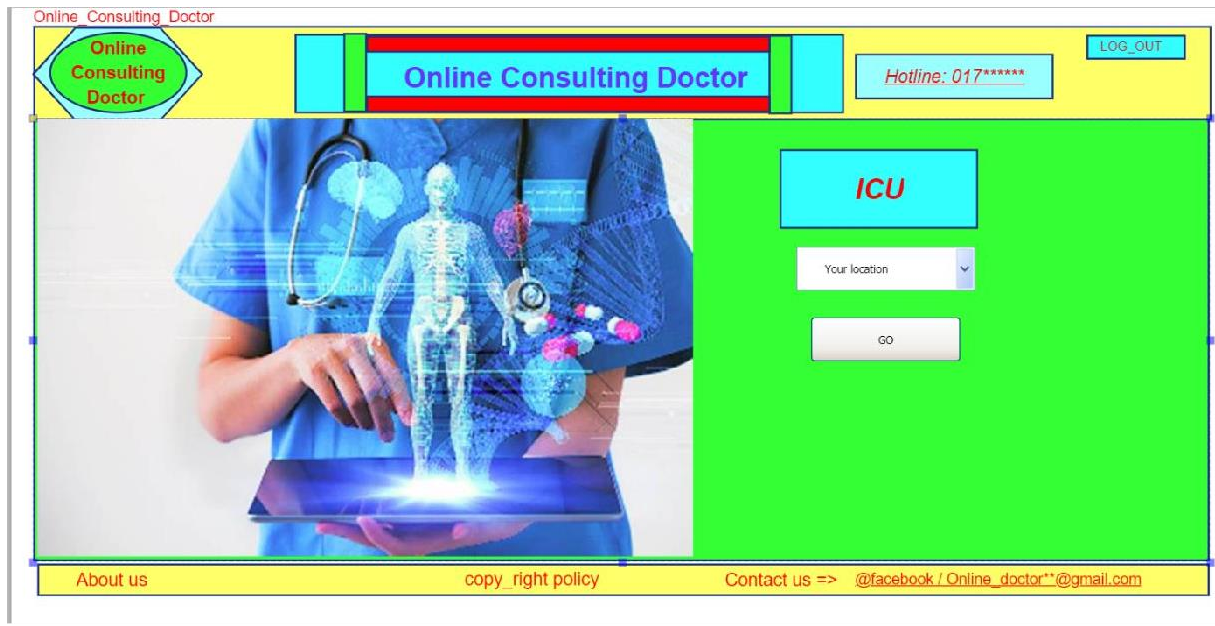 Online_Consulting_Doctor
Online
Consulting
Doctor
Online Consulting Doctor
Hotline: 017******
LOG_OUT
ICU
Your location
GO
About us
copy_right policy
Contact us => @facebook / Online_doctor**@gmail.com